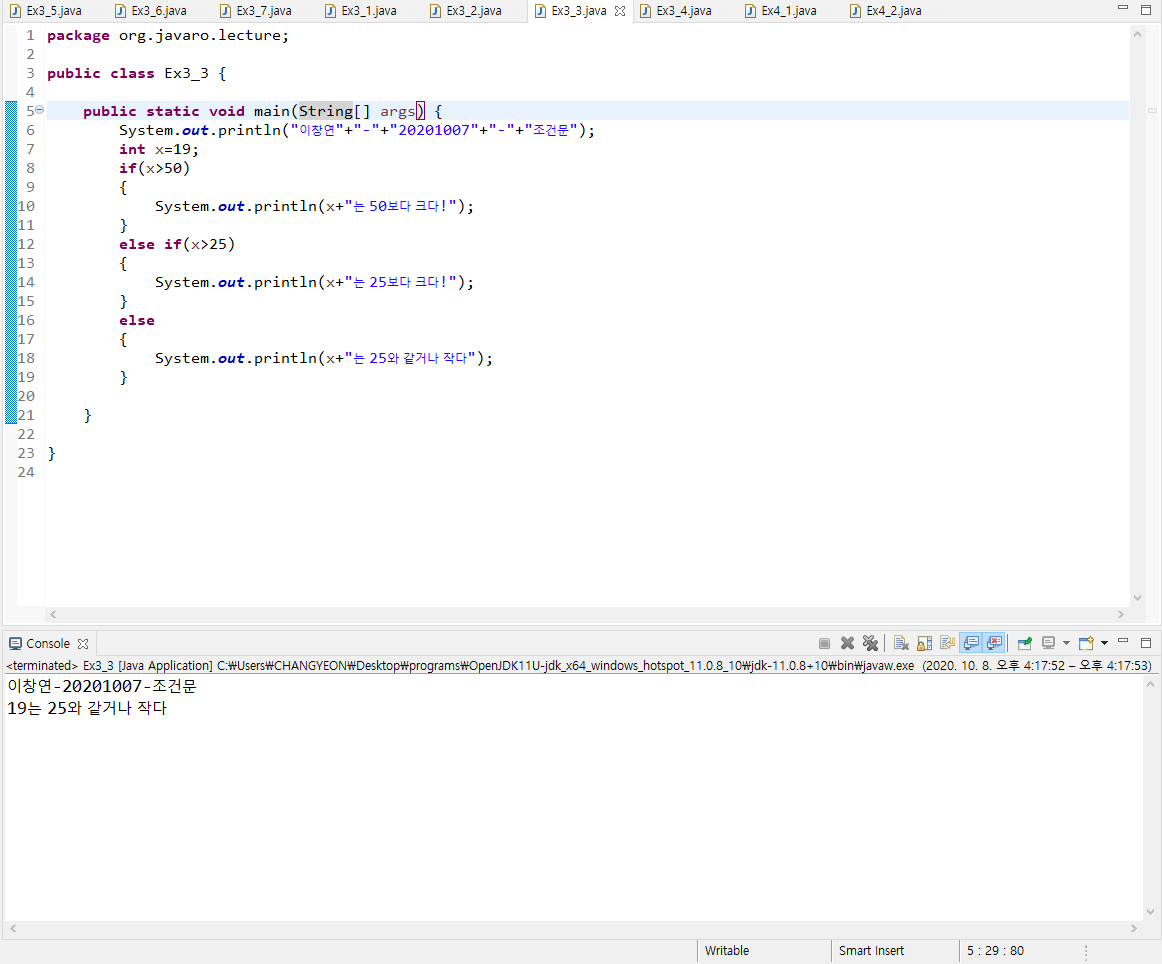 Ex3_5.java Ex3_6.java Ex3_7.java Ex3_1.java Ex3_2.java Ex3_3.java Ex3_4.java Ex4_1.java Ex4_2.java
1 package org.javaro.lecture;
2
3 public class Ex3_3 {
4
5 public static void main(String[] args) {
6 System.out.println("이창연"+"-"+"20201007"+"-"+"조건문");
7 int x=19;
8 if(x>50)
9 {
10 System.out.println(x+"는 50보다 크다!");
11 }
12 else if(x>25)
13 {
14 System.out.println(x+"는 25보다 크다!");
15 }
16 else
17 {
18 System.out.println(x+"는 25와 같거나 작다");
19 }
20
21 }
22
23 }
24
Console
<terminated> Ex3_3 [Java Application] C:₩Users₩CHANGYEON₩Desktop₩programs₩OpenJDK11U-jdk_x64_windows_hotspot_11.0.8_10₩jdk-11.0.8+10₩bin₩javaw.exe (2020. 10. 8. 오후 4:17:52 – 오후 4:17:53)
이창연-20201007-조건문
19는 25와 같거나 작다
Writable Smart Insert 5 : 29 : 80